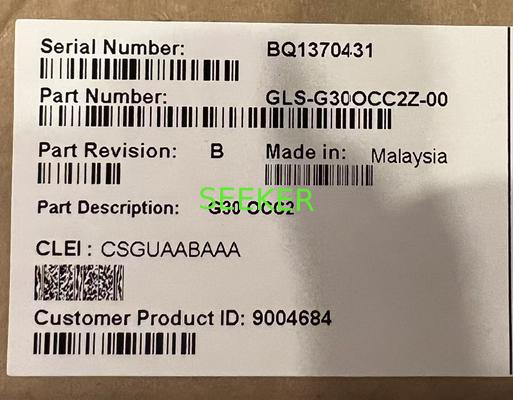 Serial Number: BQ1370431
Part Number: GLS-G30OCC2Z-00
Part Revision: B Made in: Malaysia
SEEKER
Part Description: G30 OCC2
CLEI : CSGUAABAAA
Customer Product ID: 9004684